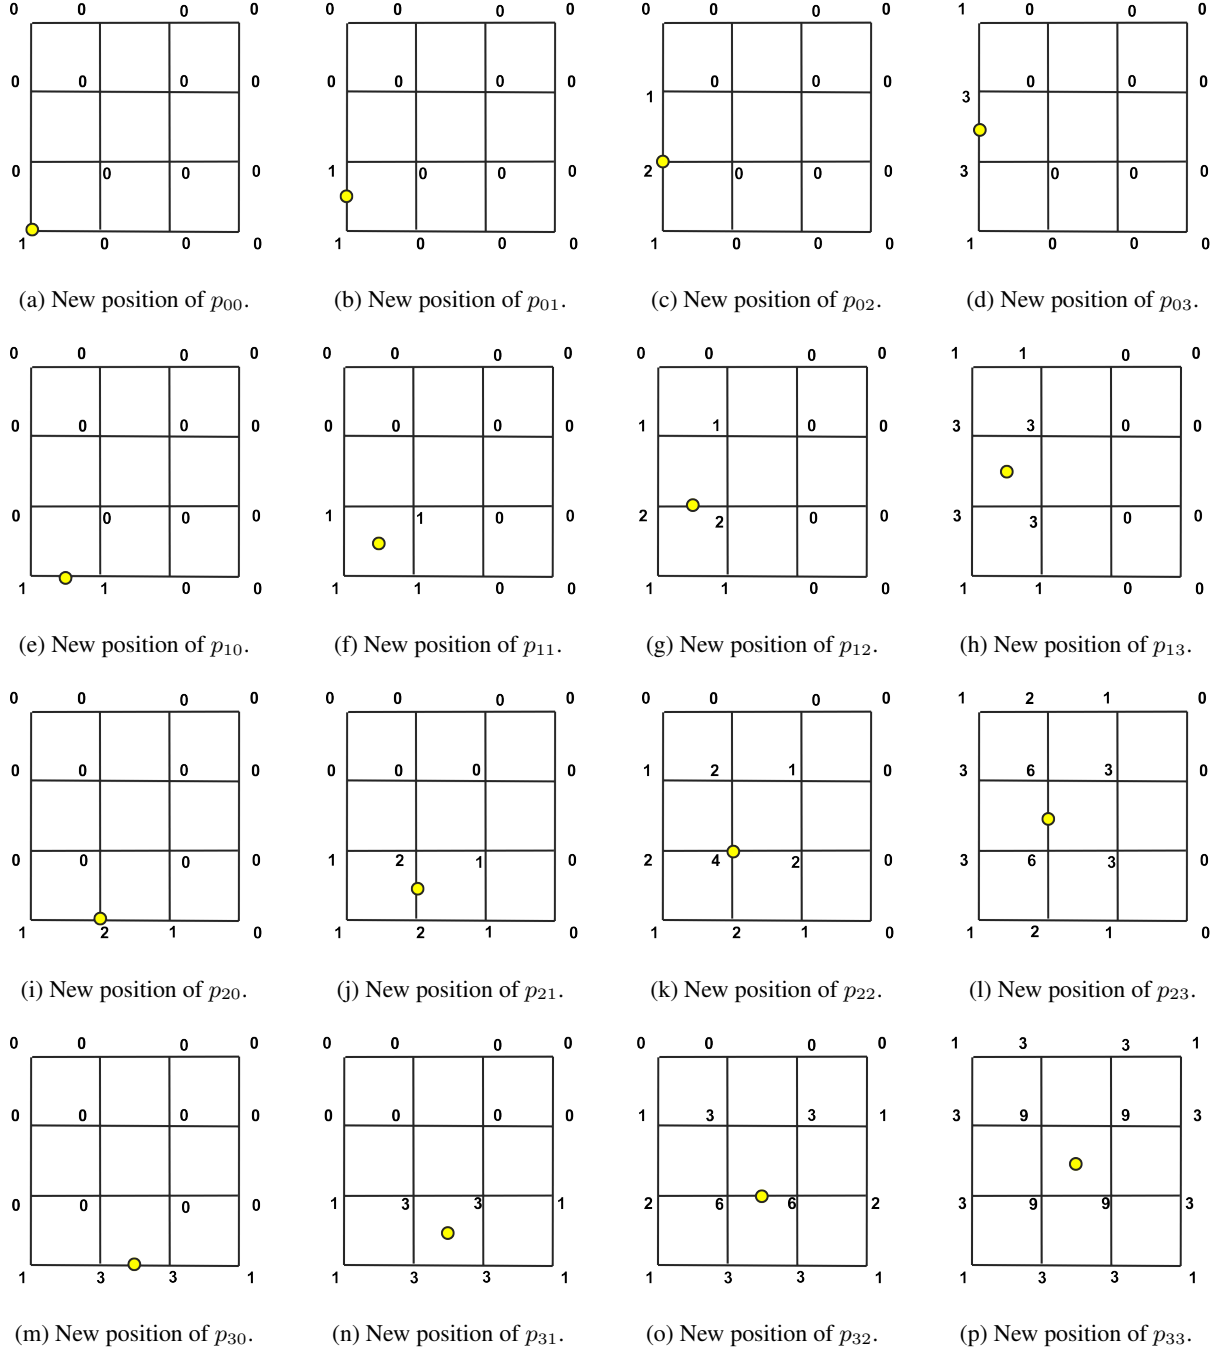 0 0 0 0 0 0 0 0 0 0 0 0 1 0 0 0
0 0 0 0 0 0 0 0 1 0 0 0 3 0 0 0
0 0 0 0 1 0 0 0 2 0 0 0 3 0 0 0
1 0 0 0 1 0 0 0 1 0 0 0 1 0 0 0
(a) New position of p₀₀. (b) New position of p₀₁. (c) New position of p₀₂. (d) New position of p₀₃.
0 0 0 0 0 0 0 0 0 0 0 0 1 1 0 0
0 0 0 0 0 0 0 0 1 1 0 0 3 3 0 0
0 0 0 0 1 1 0 0 2 2 0 0 3 3 0 0
1 1 0 0 1 1 0 0 1 1 0 0 1 1 0 0
(e) New position of p₁₀. (f) New position of p₁₁. (g) New position of p₁₂. (h) New position of p₁₃.
0 0 0 0 0 0 0 0 0 0 0 0 1 2 1 0
0 0 0 0 0 0 0 0 1 2 1 0 3 6 3 0
0 0 0 0 1 2 1 0 2 4 2 0 3 6 3 0
1 2 1 0 1 2 1 0 1 2 1 0 1 2 1 0
(i) New position of p₂₀. (j) New position of p₂₁. (k) New position of p₂₂. (l) New position of p₂₃.
0 0 0 0 0 0 0 0 0 0 0 0 1 3 3 1
0 0 0 0 0 0 0 0 1 3 3 1 3 9 9 3
0 0 0 0 1 3 3 1 2 6 6 2 3 9 9 3
1 3 3 1 1 3 3 1 1 3 3 1 1 3 3 1
(m) New position of p₃₀. (n) New position of p₃₁. (o) New position of p₃₂. (p) New position of p₃₃.